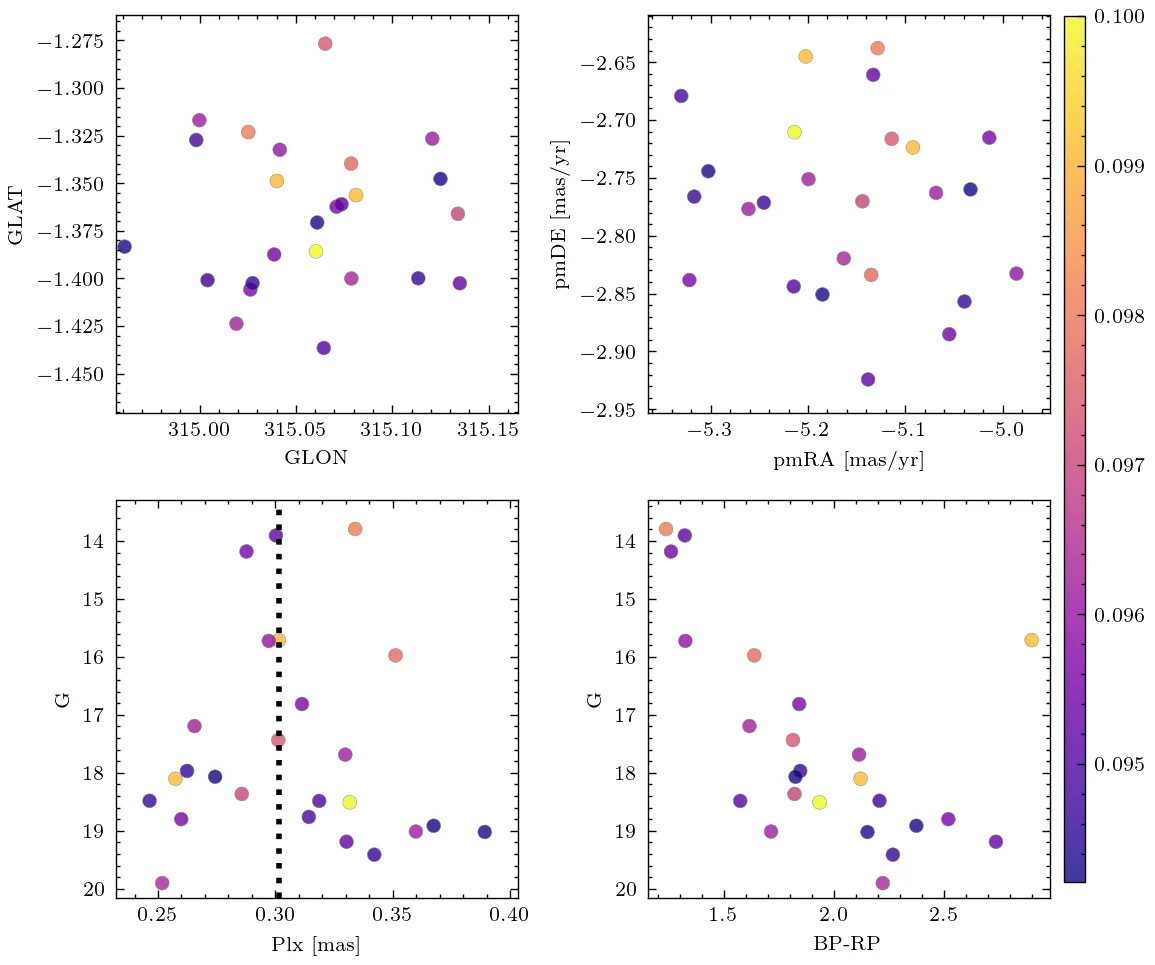 −1.275
−1.300
−1.325
−1.350
−1.375
−1.400
−1.425
−1.450
GLAT
315.00 315.05 315.10 315.15
GLON
−2.65
−2.70
−2.75
−2.80
−2.85
−2.90
−2.95
pmDE [mas/yr]
−5.3 −5.2 −5.1 −5.0
pmRA [mas/yr]
0.100
0.099
0.098
0.097
0.096
0.095
14
15
16
17
18
19
20
G
0.25 0.30 0.35 0.40
Plx [mas]
14
15
16
17
18
19
20
G
1.5 2.0 2.5
BP-RP